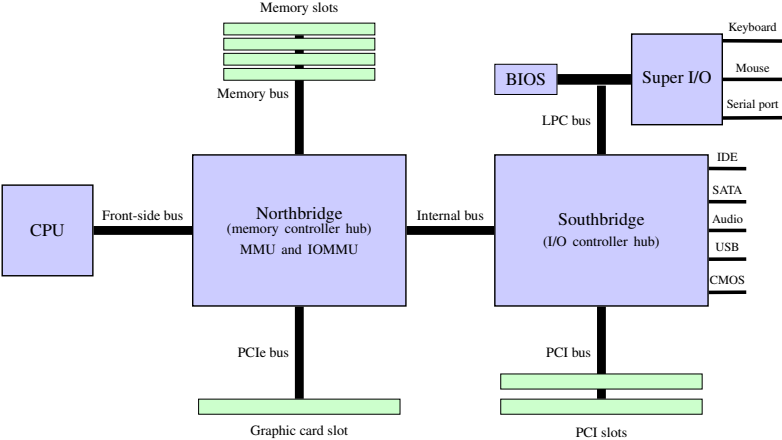 Memory slots
Memory bus
Keyboard
Mouse
Serial port
BIOS
Super I/O
LPC bus
CPU
Front-side bus
Northbridge
(memory controller hub)
MMU and IOMMU
Internal bus
Southbridge
(I/O controller hub)
IDE
SATA
Audio
USB
CMOS
PCIe bus
Graphic card slot
PCI bus
PCI slots